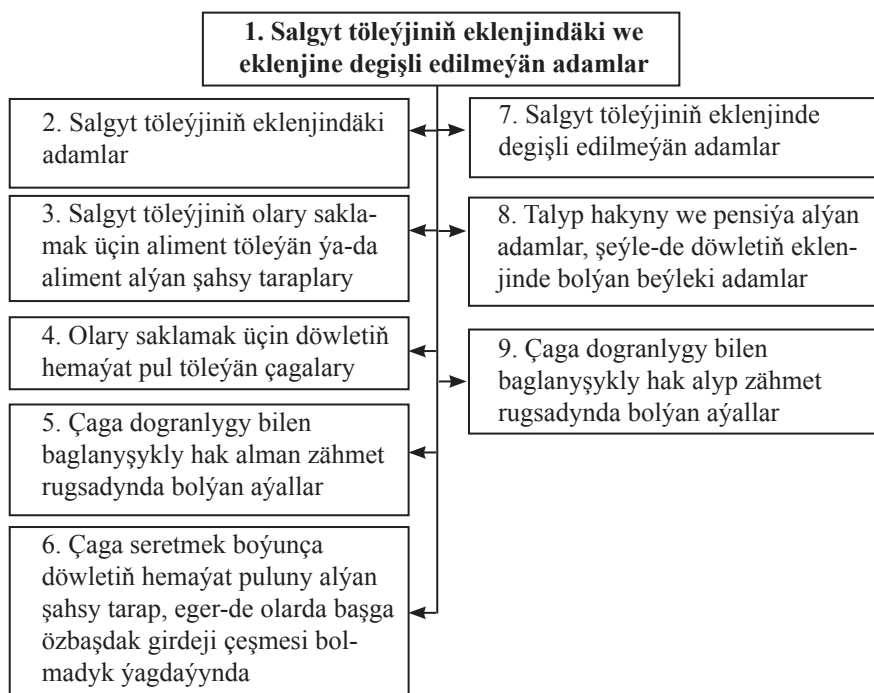 1. Salgyt töleýjiniň eklenjindäki we
eklenjine degişli edilmeýän adamlar
2. Salgyt töleýjiniň eklenjindäki
adamlar
3. Salgyt töleýjiniň olary sakla-
mak üçin aliment töleýän ýa-da
aliment alýan şahsy taraplary
4. Olary saklamak üçin döwletiň
hemaýat pul töleýän çagalary
5. Çaga dogranlygy bilen
baglanyşykly hak alman zähmet
rugsadynda bolýan aýallar
6. Çaga seretmek boýunça
döwletiň hemaýat puluny alýan
şahsy tarap, eger-de olarda başga
özbaşdak girdeji çeşmesi bol-
madyk ýagdaýynda
7. Salgyt töleýjiniň eklenjinde
degişli edilmeýän adamlar
8. Talyp hakyny we pensiýa alýan
adamlar, şeýle-de döwletiň eklen-
jinde bolýan beýleki adamlar
9. Çaga dogranlygy bilen
baglanyşykly hak alyp zähmet
rugsadynda bolýan aýallar